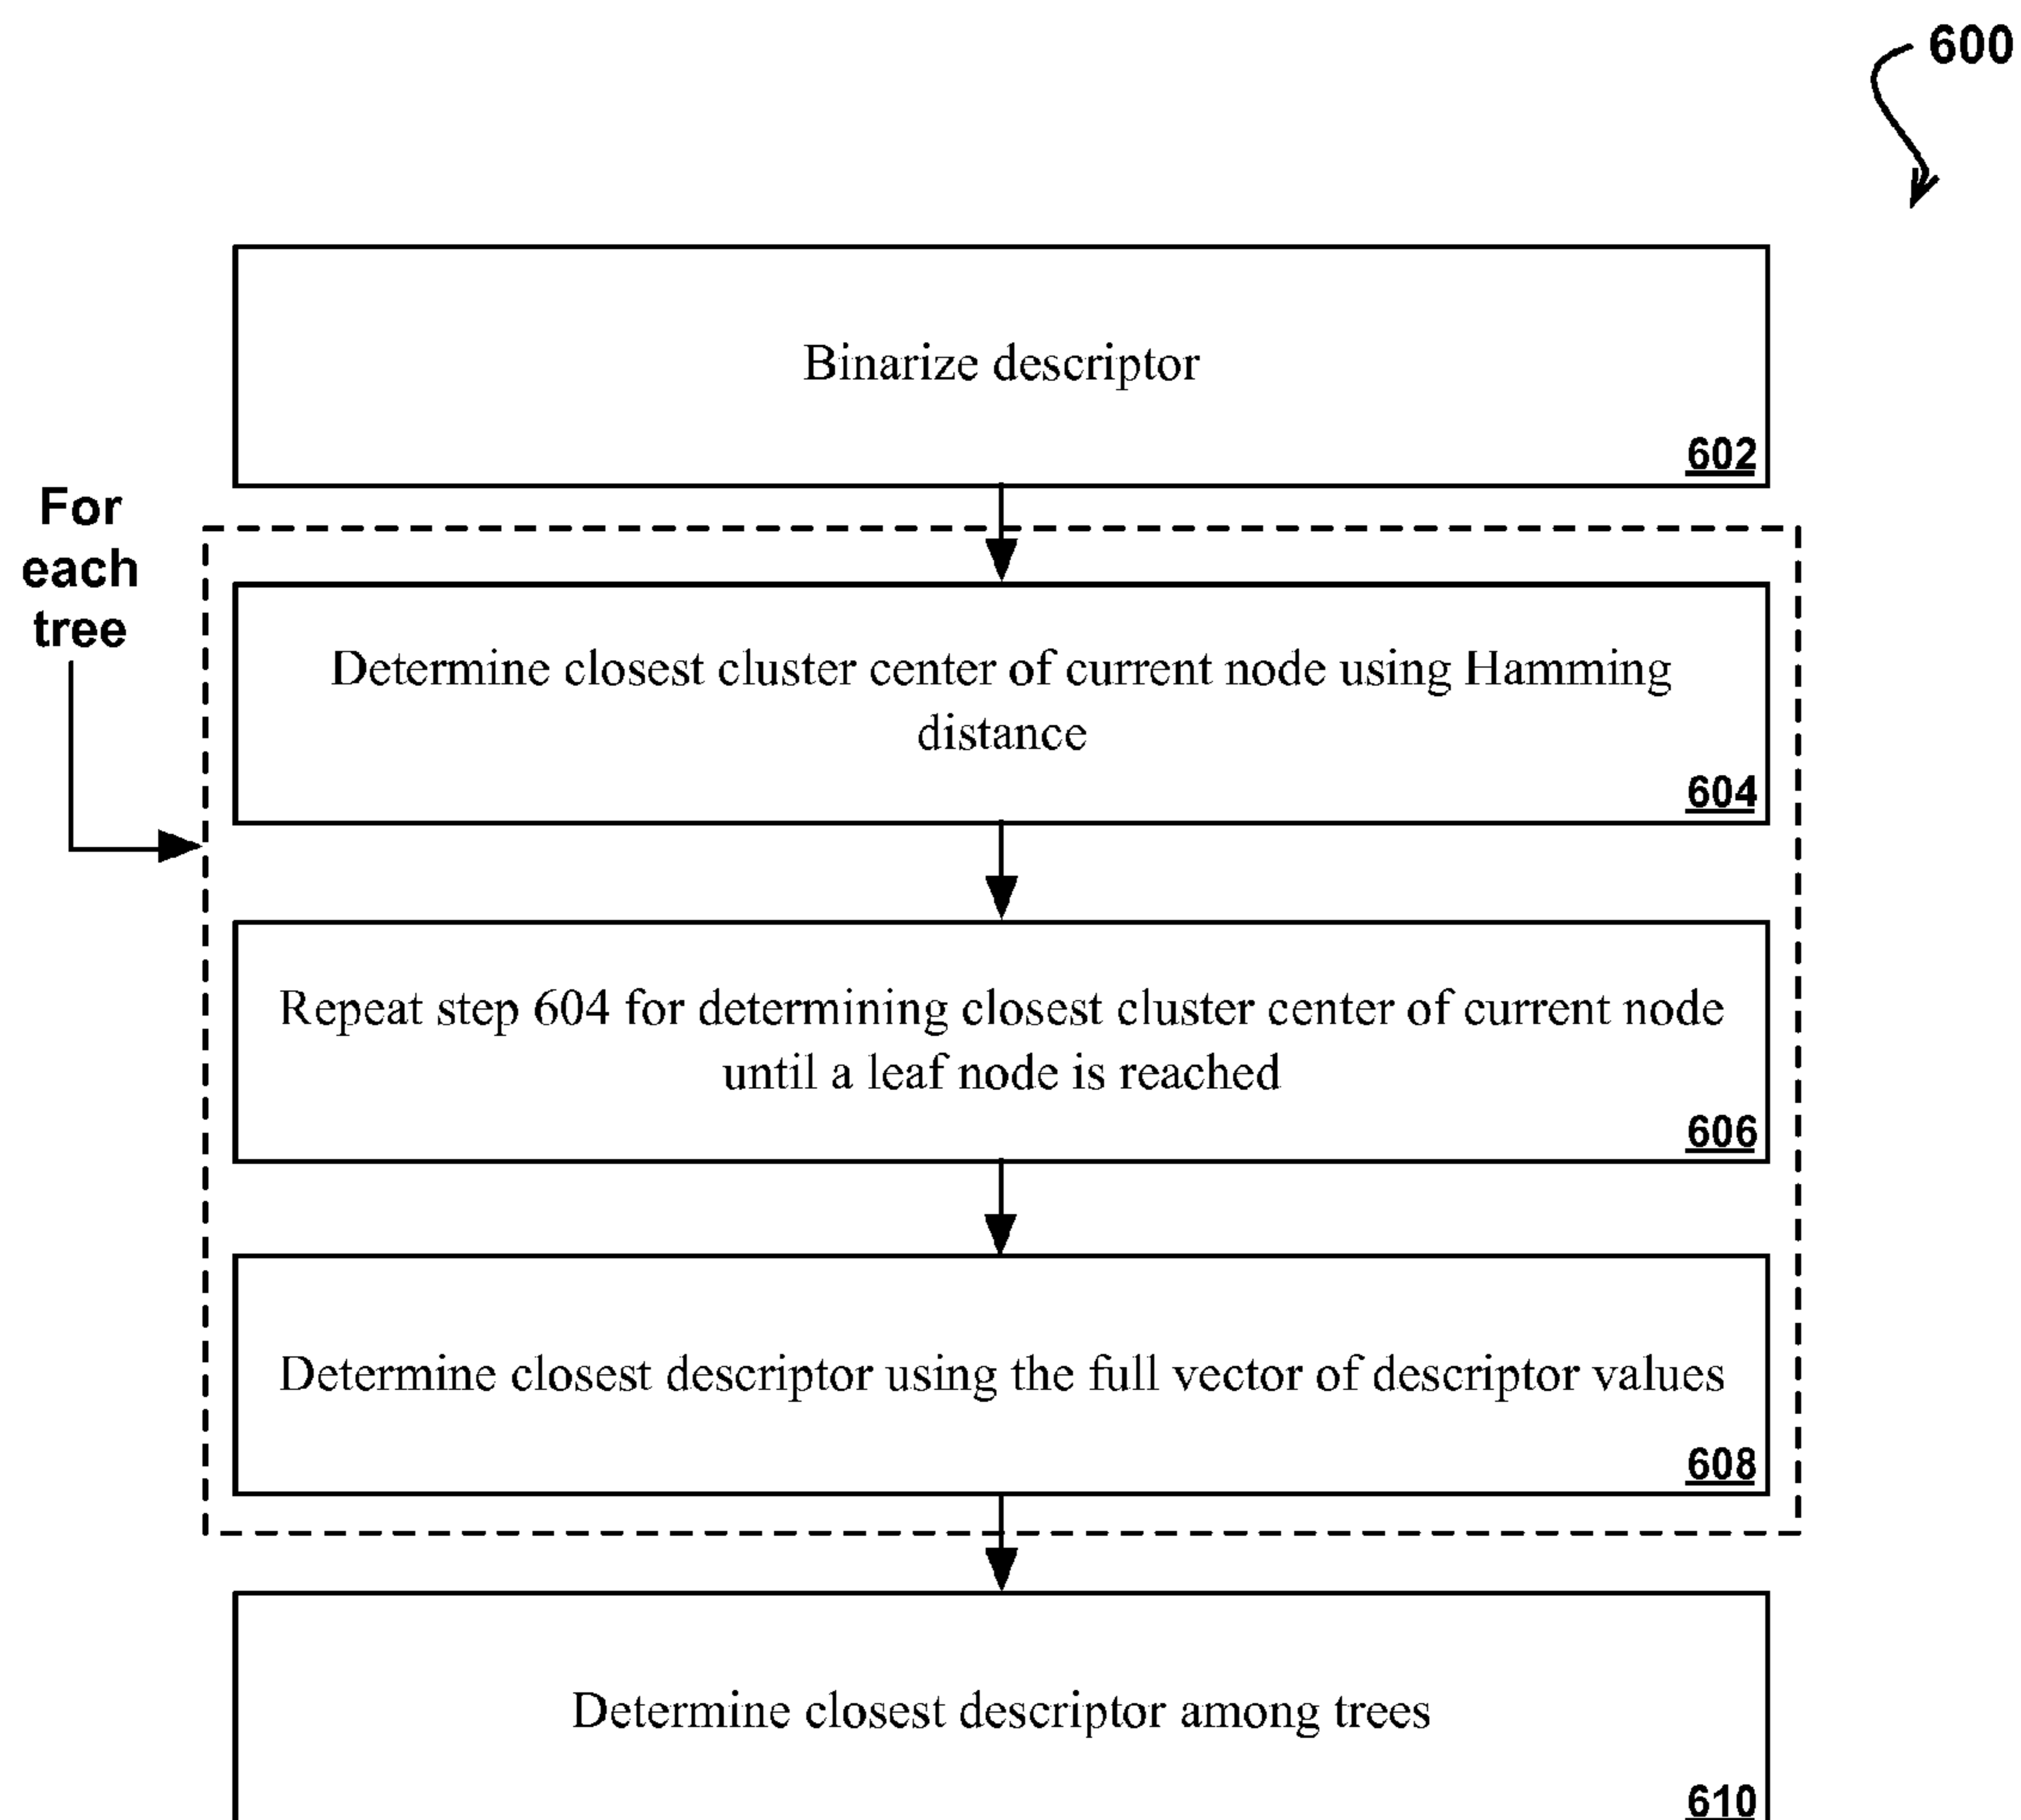 600
Binarize descriptor
602
For
each
tree
Determine closest cluster center of current node using Hamming
distance
604
Repeat step 604 for determining closest cluster center of current node
until a leaf node is reached
606
Determine closest descriptor using the full vector of descriptor values
608
Determine closest descriptor among trees
610